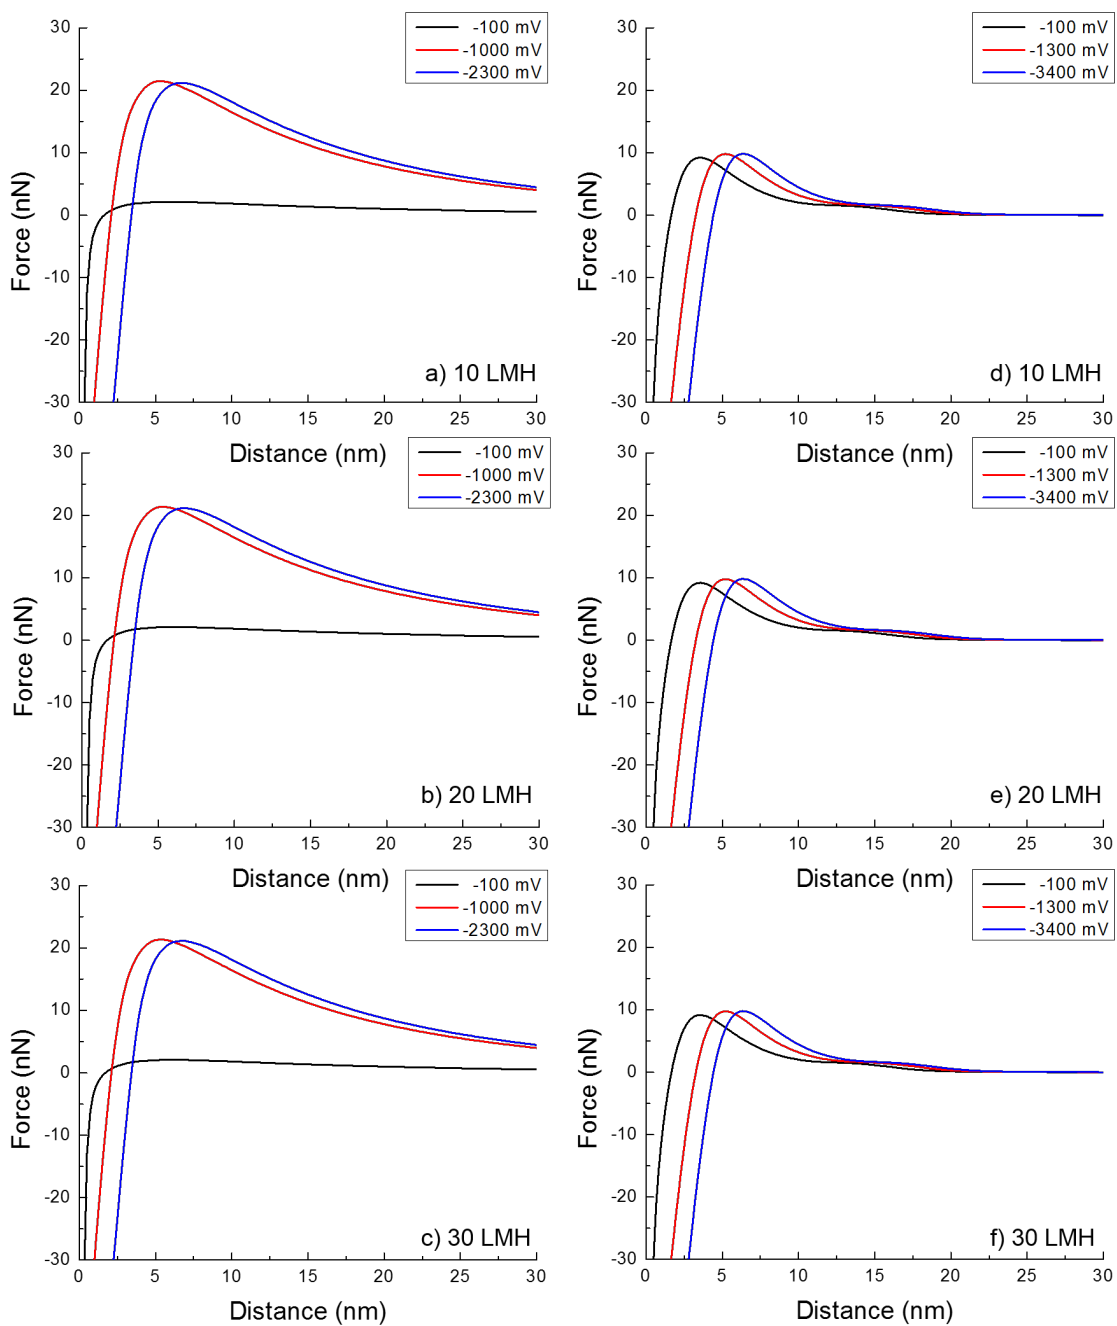 -100 mV
-1000 mV
-2300 mV
30
20
10
0
-10
-20
-30
Force (nN)
a) 10 LMH
0 5 10 15 20 25 30
Distance (nm)
-100 mV
-1300 mV
-3400 mV
30
20
10
0
-10
-20
-30
Force (nN)
d) 10 LMH
0 5 10 15 20 25 30
Distance (nm)
-100 mV
-1000 mV
-2300 mV
30
20
10
0
-10
-20
-30
Force (nN)
b) 20 LMH
0 5 10 15 20 25 30
Distance (nm)
-100 mV
-1300 mV
-3400 mV
30
20
10
0
-10
-20
-30
Force (nN)
e) 20 LMH
0 5 10 15 20 25 30
Distance (nm)
-100 mV
-1000 mV
-2300 mV
30
20
10
0
-10
-20
-30
Force (nN)
c) 30 LMH
0 5 10 15 20 25 30
Distance (nm)
-100 mV
-1300 mV
-3400 mV
30
20
10
0
-10
-20
-30
Force (nN)
f) 30 LMH
0 5 10 15 20 25 30
Distance (nm)